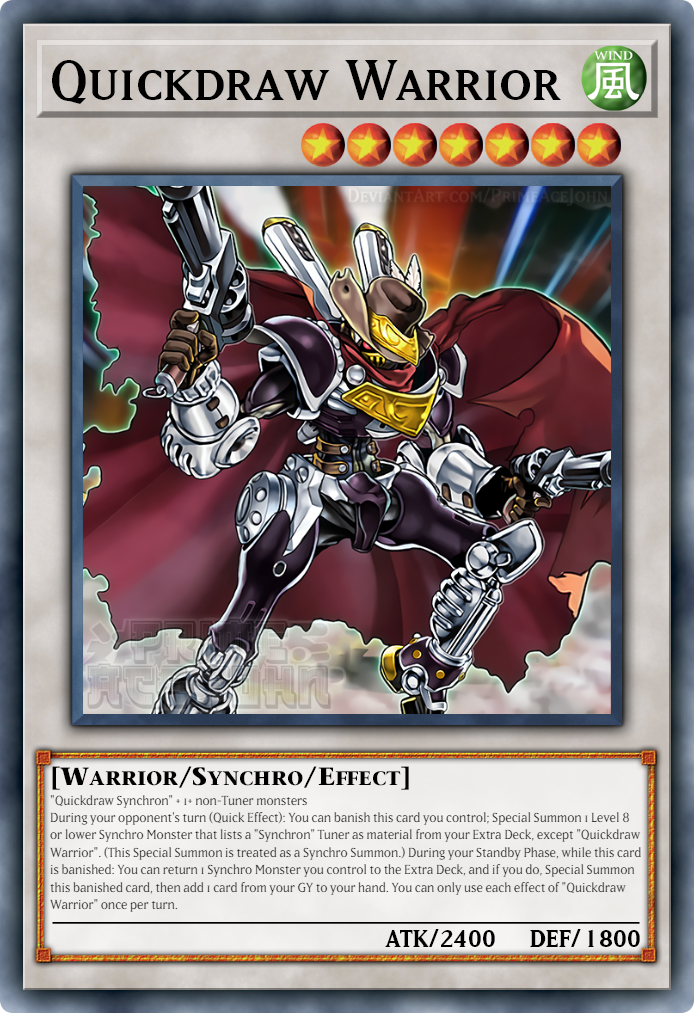 Quickdraw Warrior
WIND
風
DeviantArt.com/PrimeAceJohn
PRIME
ACE JOHN
[Warrior/Synchro/Effect]
"Quickdraw Synchron" + 1+ non-Tuner monsters
During your opponent's turn (Quick Effect): You can banish this card you control; Special Summon 1 Level 8
or lower Synchro Monster that lists a "Synchron" Tuner as material from your Extra Deck, except "Quickdraw
Warrior". (This Special Summon is treated as a Synchro Summon.) During your Standby Phase, while this card
is banished: You can return 1 Synchro Monster you control to the Extra Deck, and if you do, Special Summon
this banished card, then add 1 card from your GY to your hand. You can only use each effect of "Quickdraw
Warrior" once per turn.
ATK/2400 DEF/1800